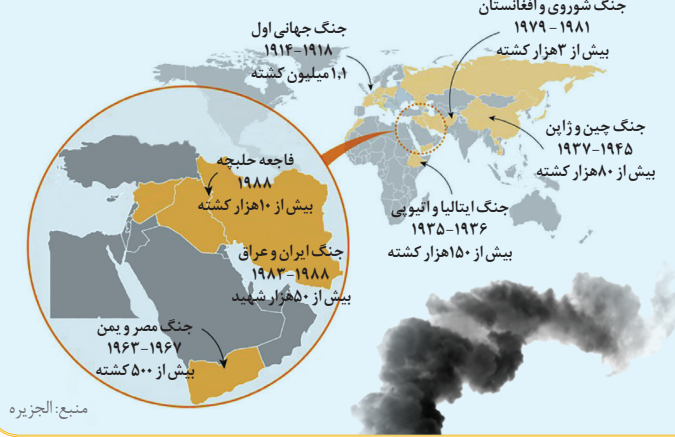 جنگ شوروی و افغانستان
۱۹۷۹-۱۹۸۱
بیش از ۳هزار کشته
جنگ جهانی اول
۱۹۱۴-۱۹۱۸
۱,۱ میلیون کشته
جنگ چین و ژاپن
۱۹۳۷-۱۹۴۵
بیش از ۸۰هزار کشته
جنگ ایتالیا و اتیوپی
۱۹۳۵-۱۹۳۶
بیش از ۱۵۰هزار کشته
فاجعه حلبچه
۱۹۸۸
بیش از ۱۰هزار کشته
جنگ ایران و عراق
۱۹۸۳-۱۹۸۸
بیش از ۵۰هزار شهید
جنگ مصر و یمن
۱۹۶۳-۱۹۶۷
بیش از ۵۰۰ کشته
منبع: الجزیره